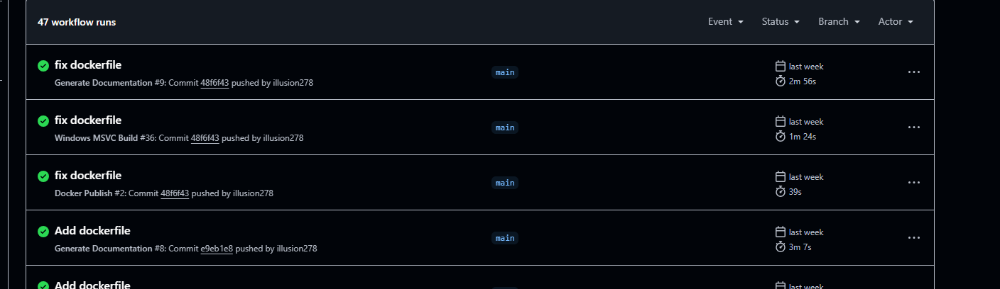 47 workflow runs
Event Status Branch Actor
fix dockerfile
Generate Documentation #9: Commit 48f6f43 pushed by illusion278
main
last week
2m 56s
fix dockerfile
Windows MSVC Build #36: Commit 48f6f43 pushed by illusion278
main
last week
1m 24s
fix dockerfile
Docker Publish #2: Commit 48f6f43 pushed by illusion278
main
last week
39s
Add dockerfile
Generate Documentation #8: Commit e9eb1e8 pushed by illusion278
main
last week
3m 7s
Add dockerfile
last week